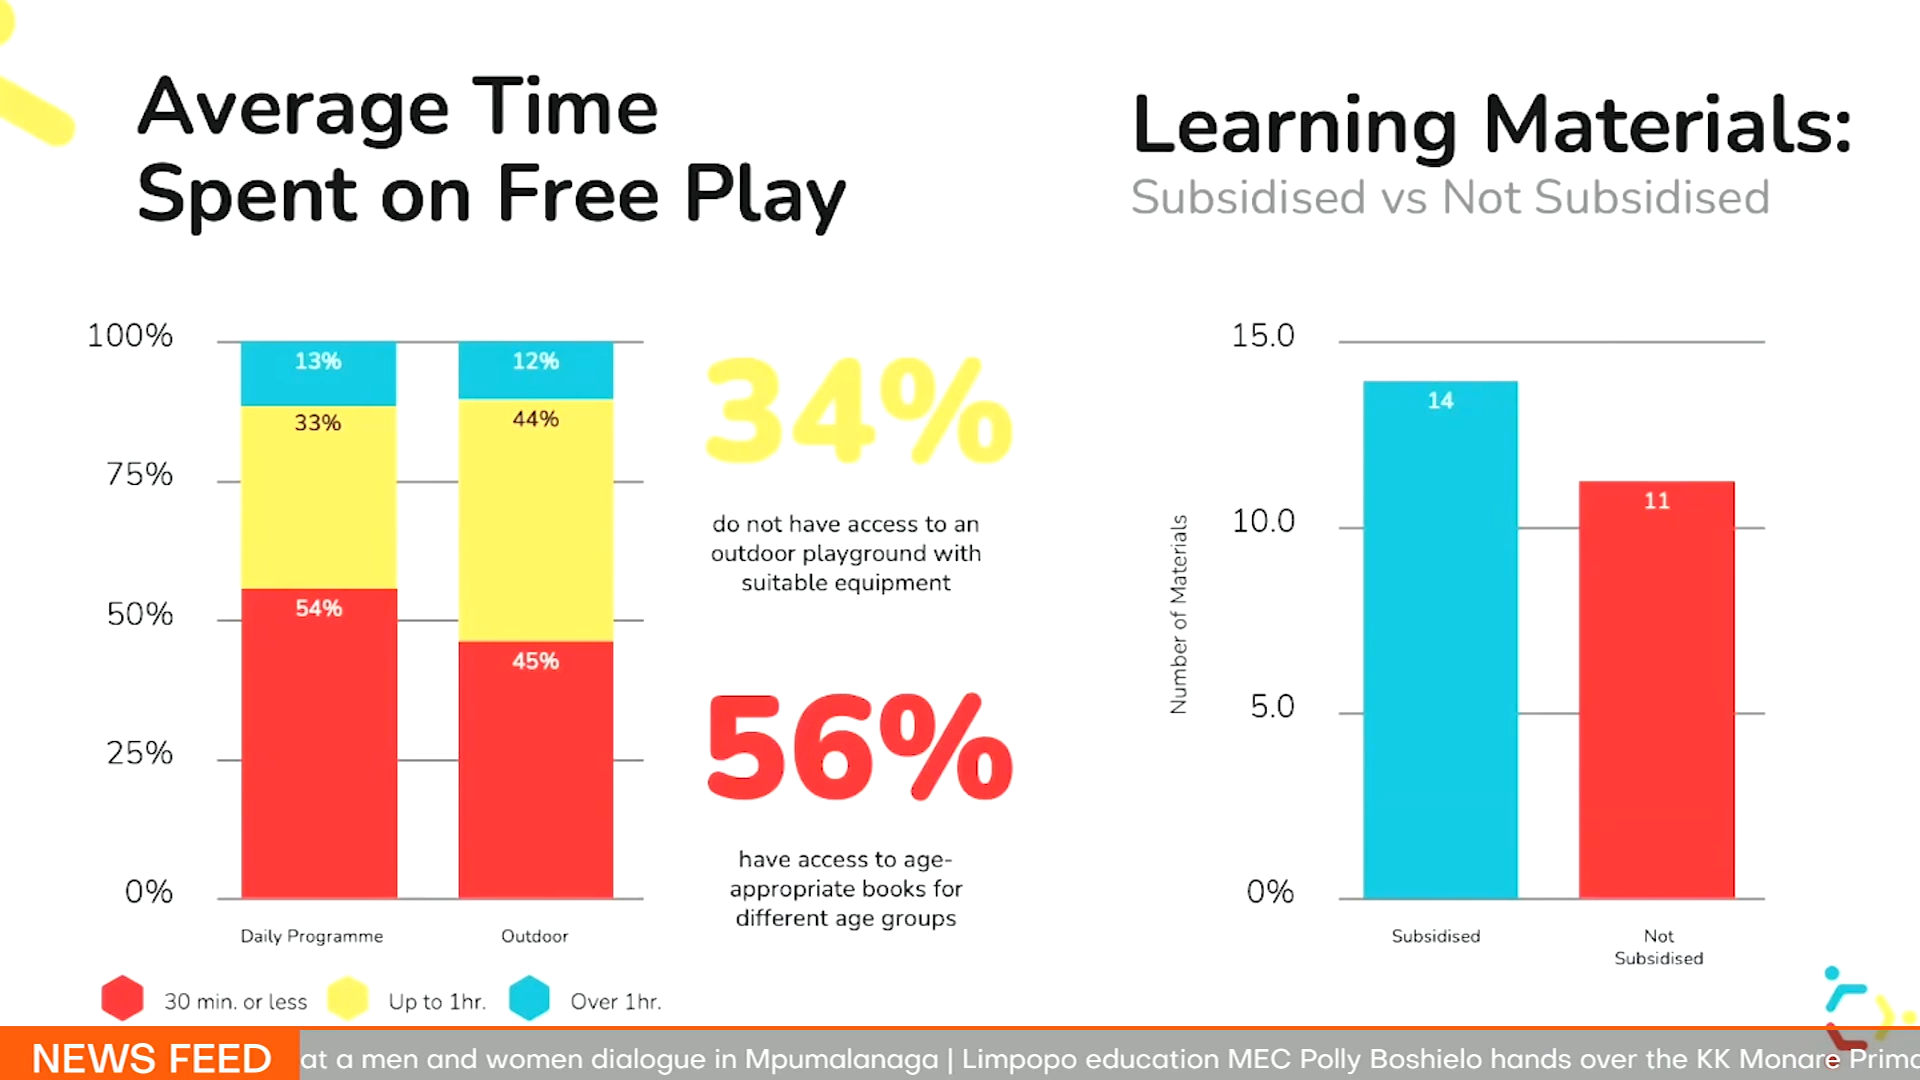 Average Time
Spent on Free Play
100%
75%
50%
25%
0%
13%
33%
54%
12%
44%
45%
Daily Programme
Outdoor
30 min. or less
Up to 1hr.
Over 1hr.
34%
do not have access to an
outdoor playground with
suitable equipment
56%
have access to age-
appropriate books for
different age groups
Learning Materials:
Subsidised vs Not Subsidised
Number of Materials
15.0
10.0
5.0
0%
14
11
Subsidised
Not
Subsidised
NEWS FEED
at a men and women dialogue in Mpumalanaga | Limpopo education MEC Polly Boshielo hands over the KK Monare